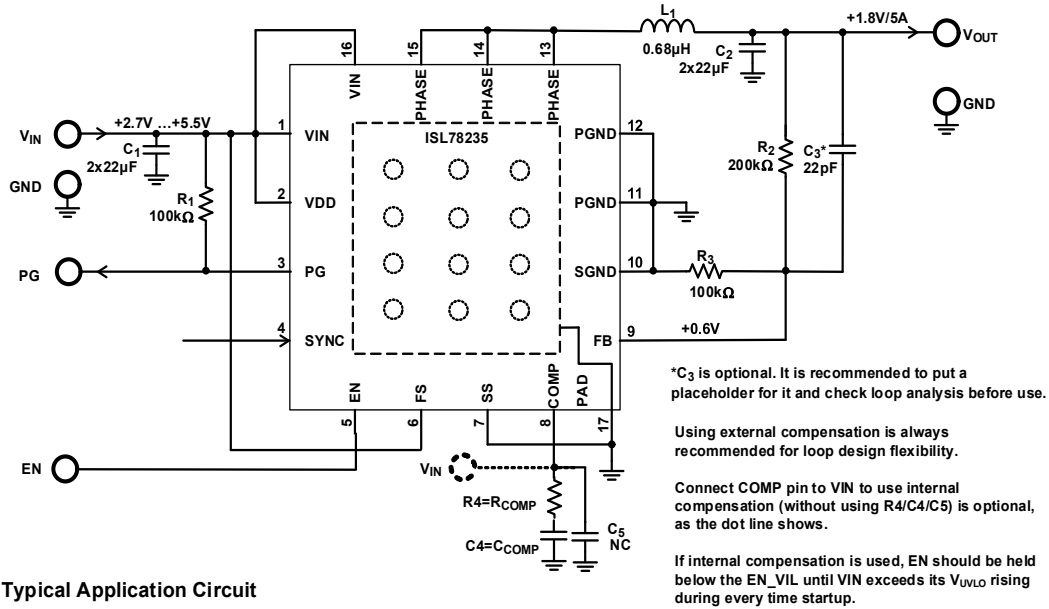 L1
0.68µH
+1.8V/5A
VOUT
C2
2x22µF
16
15
14
13
VIN
PHASE
PHASE
PHASE
ISL78235
GND
VIN
+2.7V ...+5.5V
1
VIN
PGND
12
C1
2x22µF
R2
200kΩ
C3*
22pF
GND
R1
100kΩ
2
VDD
PGND
11
PG
3
PG
SGND
10
R3
100kΩ
4
SYNC
FB
9
+0.6V
EN
FS
SS
COMP
PAD
5
6
7
8
17
EN
VIN
R4=RCOMP
C4=CCOMP
C5
NC
*C3 is optional. It is recommended to put a
placeholder for it and check loop analysis before use.
Using external compensation is always
recommended for loop design flexibility.
Connect COMP pin to VIN to use internal
compensation (without using R4/C4/C5) is optional,
as the dot line shows.
If internal compensation is used, EN should be held
below the EN_VIL until VIN exceeds its VUVLO rising
during every time startup.
Typical Application Circuit